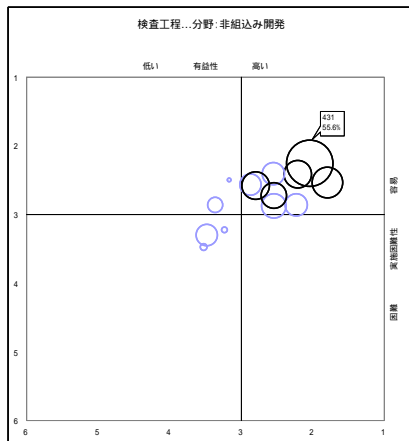 検査工程...分野:非組込み開発
低い 有益性 高い
1
2
3
4
5
6
431
55.6%
容易
実施困難性
困難
6 5 4 3 2 1